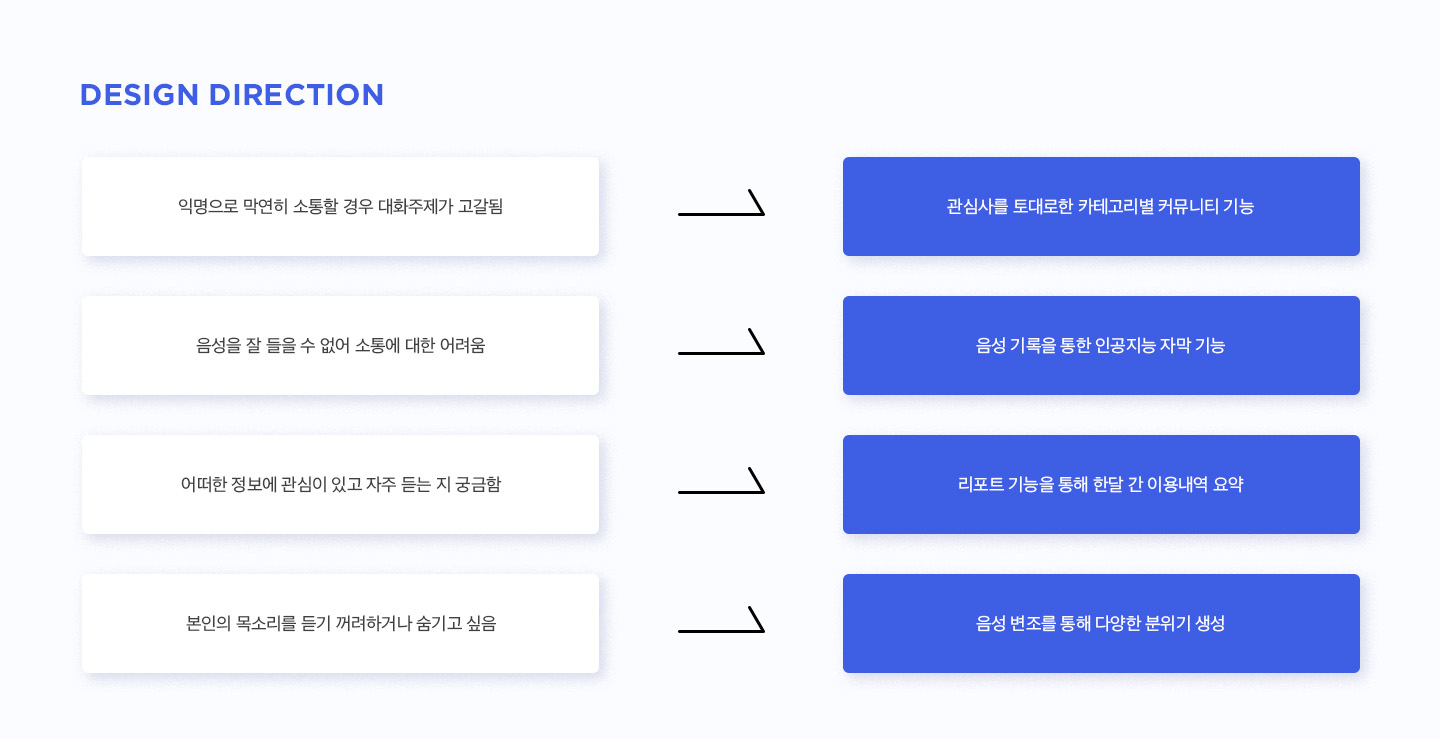 DESIGN DIRECTION
익명으로 막연히 소통할 경우 대화주제가 고갈됨
관심사를 토대로한 카테고리별 커뮤니티 기능
음성을 잘 들을 수 없어 소통에 대한 어려움
음성 기록을 통한 인공지능 자막 기능
어떠한 정보에 관심이 있고 자주 듣는 지 궁금함
리포트 기능을 통해 한달 간 이용내역 요약
본인의 목소리를 듣기 꺼려하거나 숨기고 싶음
음성 변조를 통해 다양한 분위기 생성